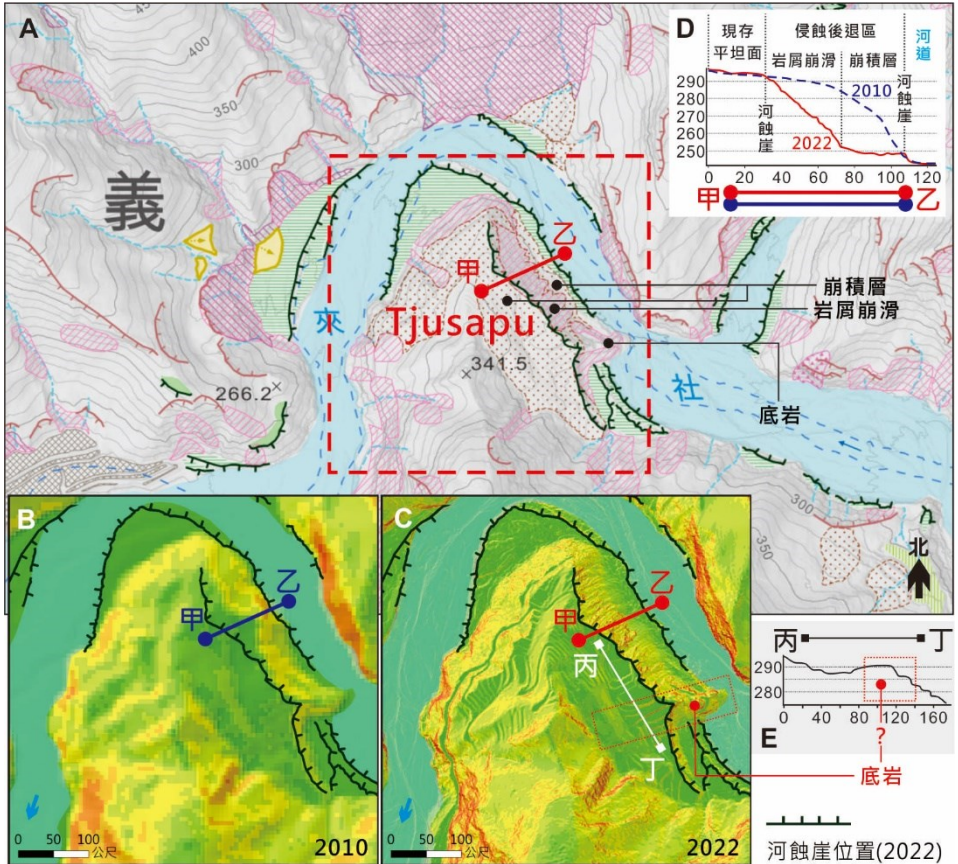 A
450
400
350
300
義
夾
社
甲
乙
Tjusapu
341.5
266.2
崩積層
岩屑崩滑
底岩
300
350
北
D
現存
平坦面
侵蝕後退區
岩屑崩滑
崩積層
河道
河蝕崖
河蝕崖
2010
2022
290
280
270
260
250
0
20
40
60
80
100
120
甲
乙
B
甲
乙
0
50
100
公尺
2010
C
甲
乙
丙
丁
0
50
100
公尺
2022
丙
丁
290
280
0
40
80
120
160
E
?
底岩
河蝕崖位置(2022)